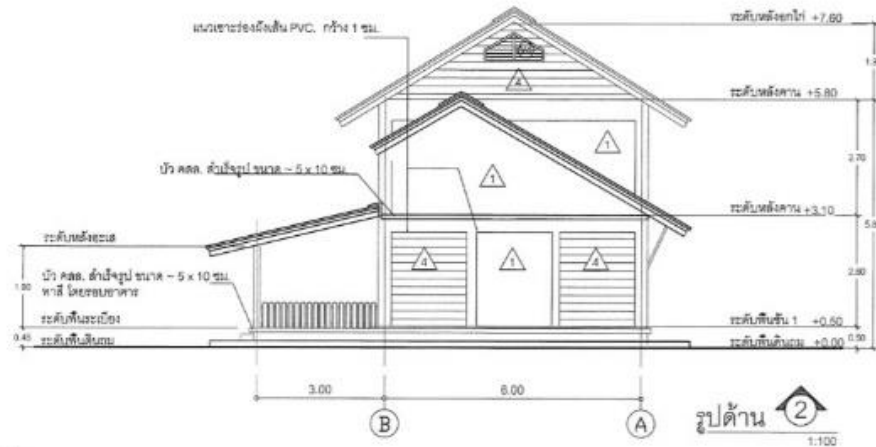 แนวเซาะร่องฝังเส้น PVC. กว้าง 1 ซม.
ระดับหลังอกไก่ +7.60
4
ระดับหลังคาน +5.80
1
1
2.70
บัว คสล. สำเร็จรูป ขนาด ~ 5 x 10 ซม.
ระดับหลังคาน +3.10
ระดับหลังอะเส
4
1
4
2.60
บัว คสล. สำเร็จรูป ขนาด ~ 5 x 10 ซม.
ทาสี โดยรอบอาคาร
ระดับพื้นระเบียง
ระดับพื้นชั้น 1 +0.50
0.45
ระดับพื้นดินถม
ระดับพื้นดินถม +0.00
0.50
3.00
6.00
B
A
รูปด้าน 2
1:100